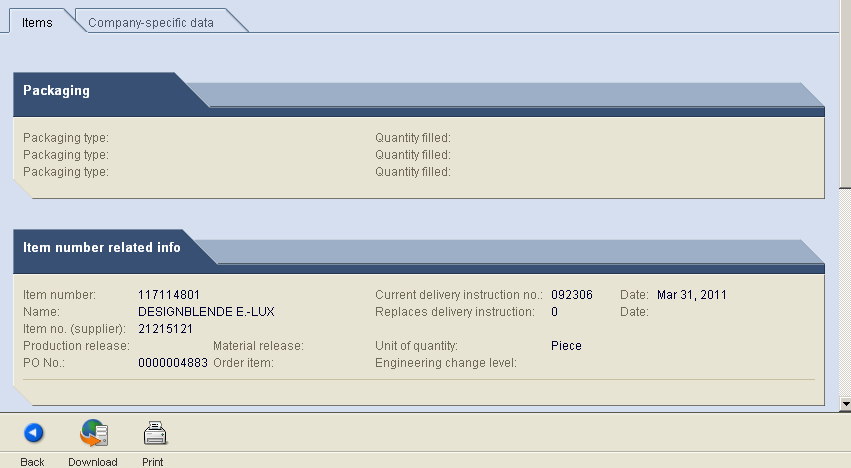 Items Company-specific data
Packaging
Packaging type: Quantity filled:
Packaging type: Quantity filled:
Packaging type: Quantity filled:
Item number related info
Item number: 117114801 Current delivery instruction no.: 092306 Date: Mar 31, 2011
Name: DESIGNBLENDE E.-LUX Replaces delivery instruction: 0 Date:
Item no. (supplier): 21215121
Production release: Material release: Unit of quantity: Piece
PO No.: 0000004883 Order item: Engineering change level:
Back Download Print